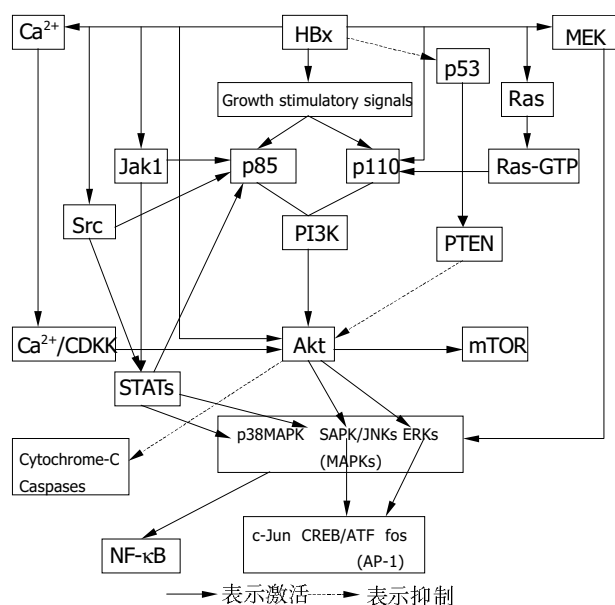 Ca²⁺
HBx
MEK
p53
Growth stimulatory signals
Ras
Jak1
p85
p110
Ras-GTP
Src
PI3K
PTEN
Ca²⁺/CDKK
Akt
mTOR
STATs
p38MAPK SAPK/JNKs ERKs
(MAPKs)
Cytochrome-C
Caspases
c-Jun CREB/ATF fos
(AP-1)
NF-κB
表示激活 表示抑制